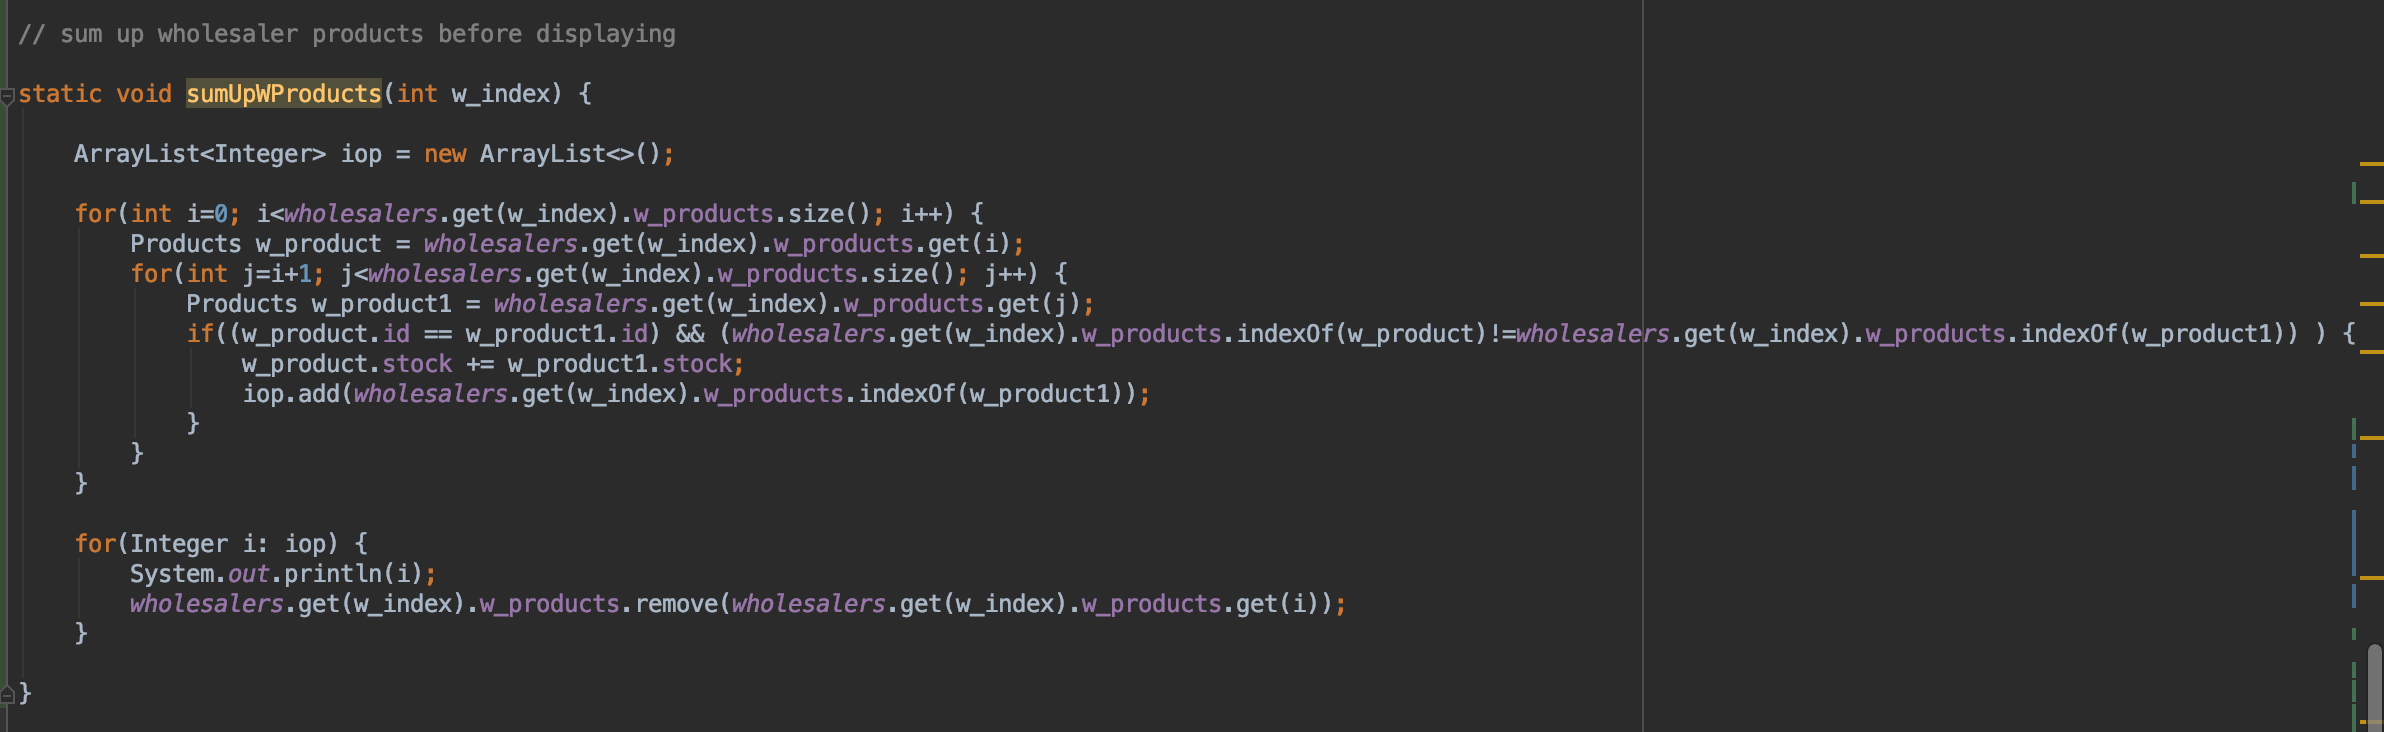 // sum up wholesaler products before displaying
static void sumUpWProducts(int w_index) {
ArrayList<Integer> iop = new ArrayList<>();
for(int i=0; i<wholesalers.get(w_index).w_products.size(); i++) {
Products w_product = wholesalers.get(w_index).w_products.get(i);
for(int j=i+1; j<wholesalers.get(w_index).w_products.size(); j++) {
Products w_product1 = wholesalers.get(w_index).w_products.get(j);
if((w_product.id == w_product1.id) && (wholesalers.get(w_index).w_products.indexOf(w_product)!=wholesalers.get(w_index).w_products.indexOf(w_product1)) ) {
w_product.stock += w_product1.stock;
iop.add(wholesalers.get(w_index).w_products.indexOf(w_product1));
}
}
}
for(Integer i: iop) {
System.out.println(i);
wholesalers.get(w_index).w_products.remove(wholesalers.get(w_index).w_products.get(i));
}
}